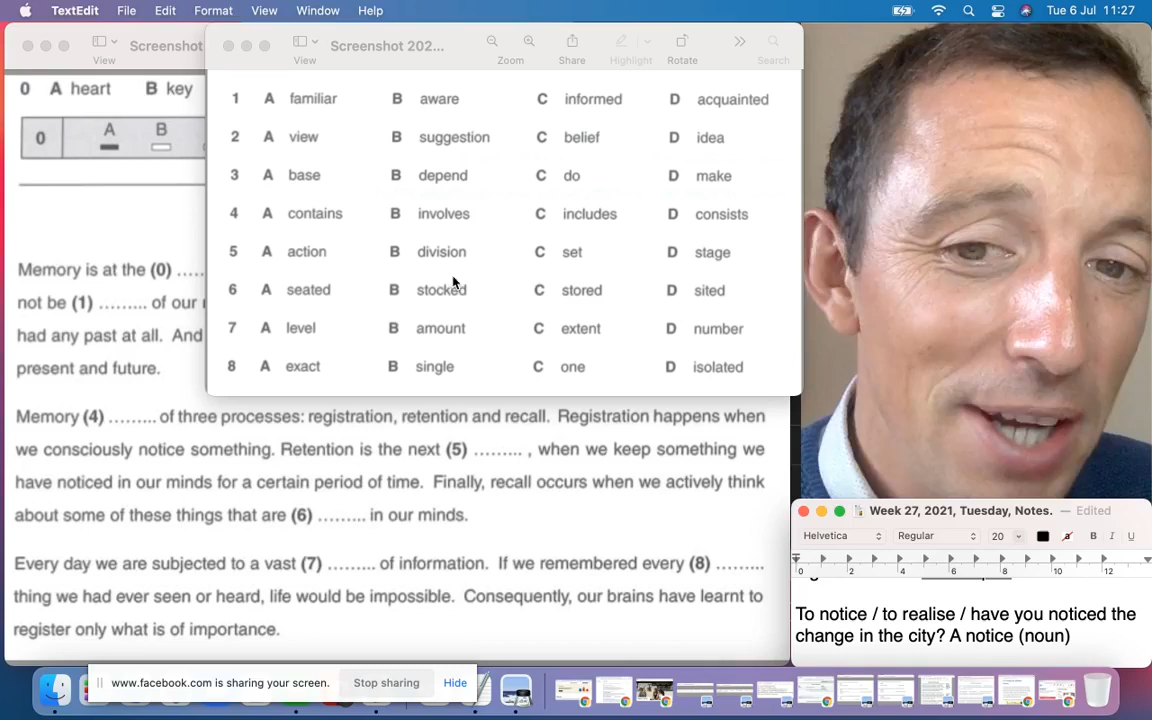 TextEdit File Edit Format View Window Help Tue 6 Jul 11:27
Screenshot
View
Screenshot 202...
View Zoom Share Highlight Rotate Search
0 A heart B key
0 A B
1 A familiar B aware C informed D acquainted
2 A view B suggestion C belief D idea
3 A base B depend C do D make
4 A contains B involves C includes D consists
5 A action B division C set D stage
6 A seated B stocked C stored D sited
7 A level B amount C extent D number
8 A exact B single C one D isolated
Memory is at the (0) .....
not be (1) ......... of our
had any past at all. And
present and future.
Memory (4) ......... of three processes: registration, retention and recall. Registration happens when
we consciously notice something. Retention is the next (5) ......... , when we keep something we
have noticed in our minds for a certain period of time. Finally, recall occurs when we actively think
about some of these things that are (6) ......... in our minds.
Every day we are subjected to a vast (7) ......... of information. If we remembered every (8) .........
thing we had ever seen or heard, life would be impossible. Consequently, our brains have learnt to
register only what is of importance.
Week 27, 2021, Tuesday, Notes. — Edited
Helvetica Regular 20 B I U
0 2 4 6 8 10 12
To notice / to realise / have you noticed the
change in the city? A notice (noun)
www.facebook.com is sharing your screen. Stop sharing Hide